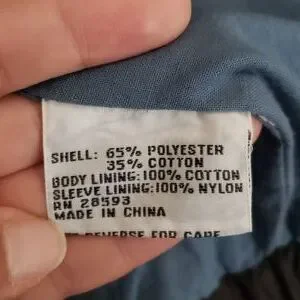 SHELL: 65% POLYESTER
35% COTTON
BODY LINING:100% COTTON
SLEEVE LINING:100% NYLON
RN 28593
MADE IN CHINA
REVERSE FOR CARE